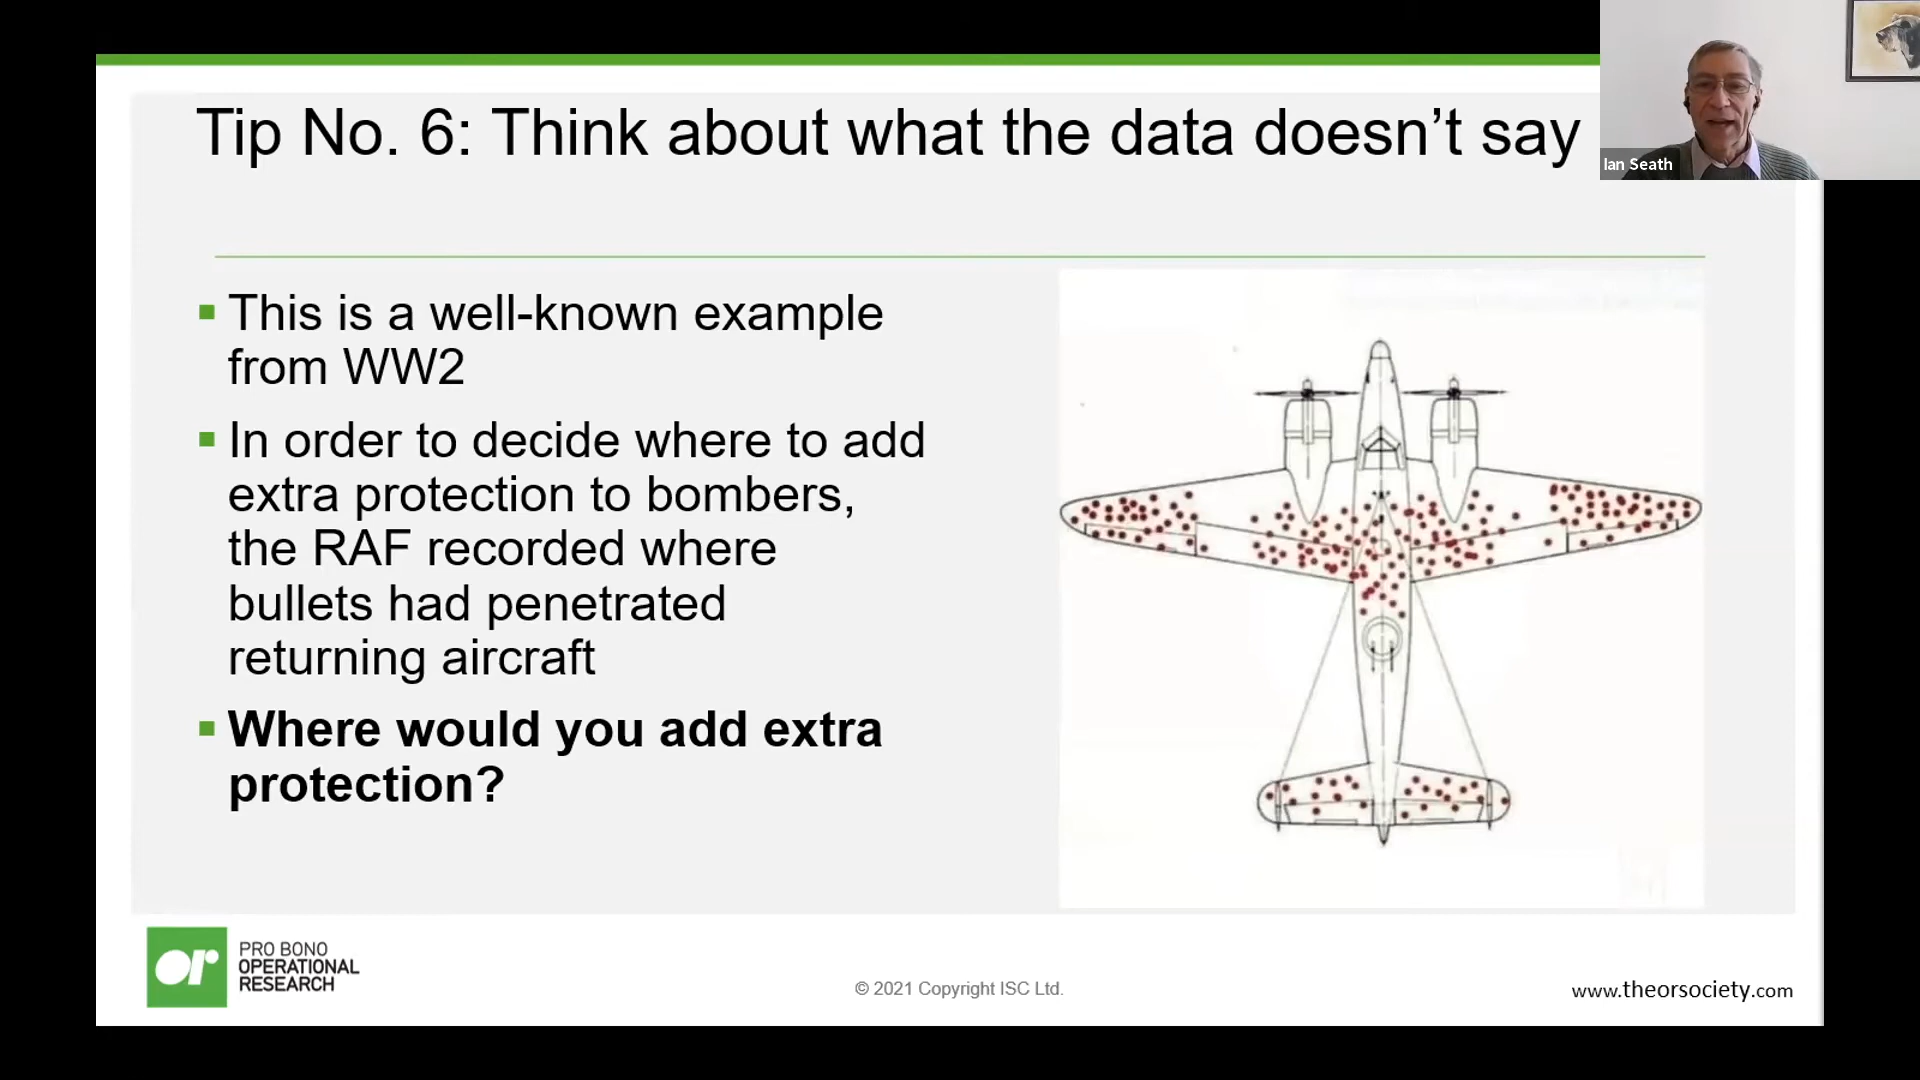 Tip No. 6: Think about what the data doesn’t say
Ian Seath
▪ This is a well-known example
from WW2
▪ In order to decide where to add
extra protection to bombers,
the RAF recorded where
bullets had penetrated
returning aircraft
▪ Where would you add extra
protection?
or
PRO BONO
OPERATIONAL
RESEARCH
© 2021 Copyright ISC Ltd.
www.theorsociety.com